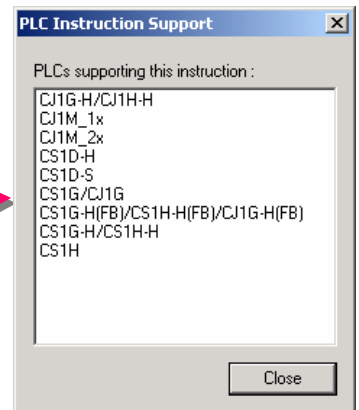 PLC Instruction Support
PLCs supporting this instruction :
CJ1G-H/CJ1H-H
CJ1M_1x
CJ1M_2x
CS1D-H
CS1D-S
CS1G/CJ1G
CS1G-H(FB)/CS1H-H(FB)/CJ1G-H(FB)
CS1G-H/CS1H-H
CS1H
Close